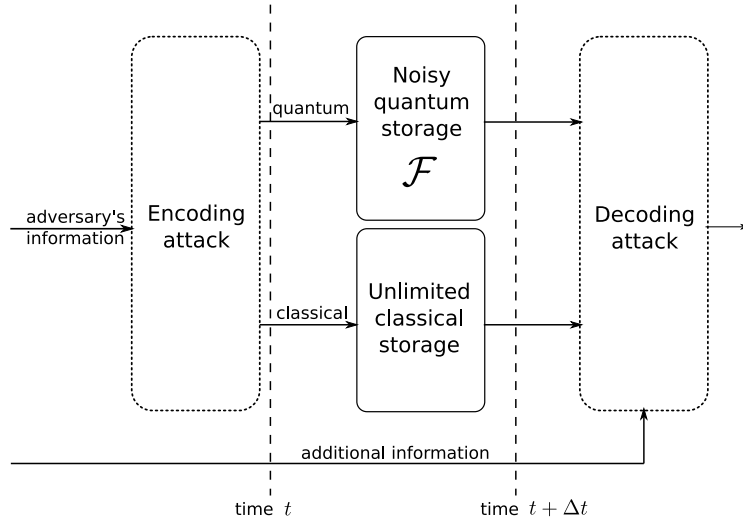 quantum
Noisy
quantum
storage
ℱ
adversary's
information
Encoding
attack
Decoding
attack
classical
Unlimited
classical
storage
additional information
time t
time t + Δt